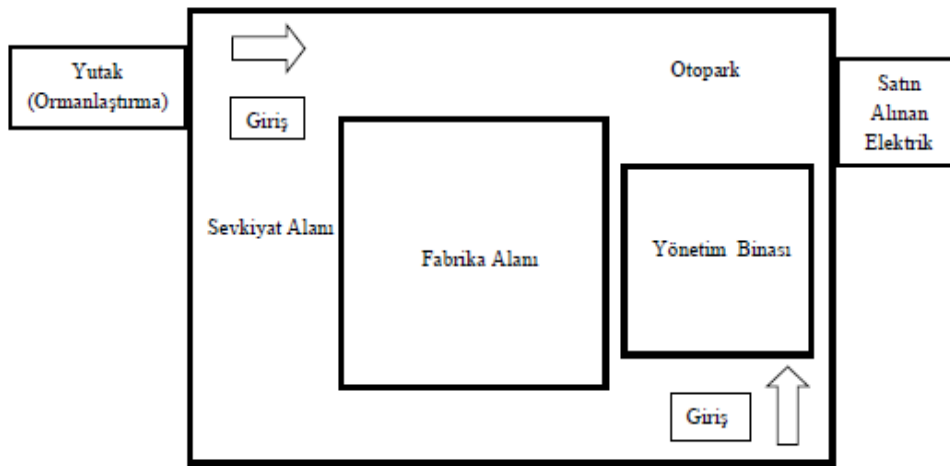 Yutak
(Ormanlaştırma)
Giriş
Otopark
Satın
Alınan
Elektrik
Sevkiyat Alanı
Fabrika Alanı
Yönetim Binası
Giriş